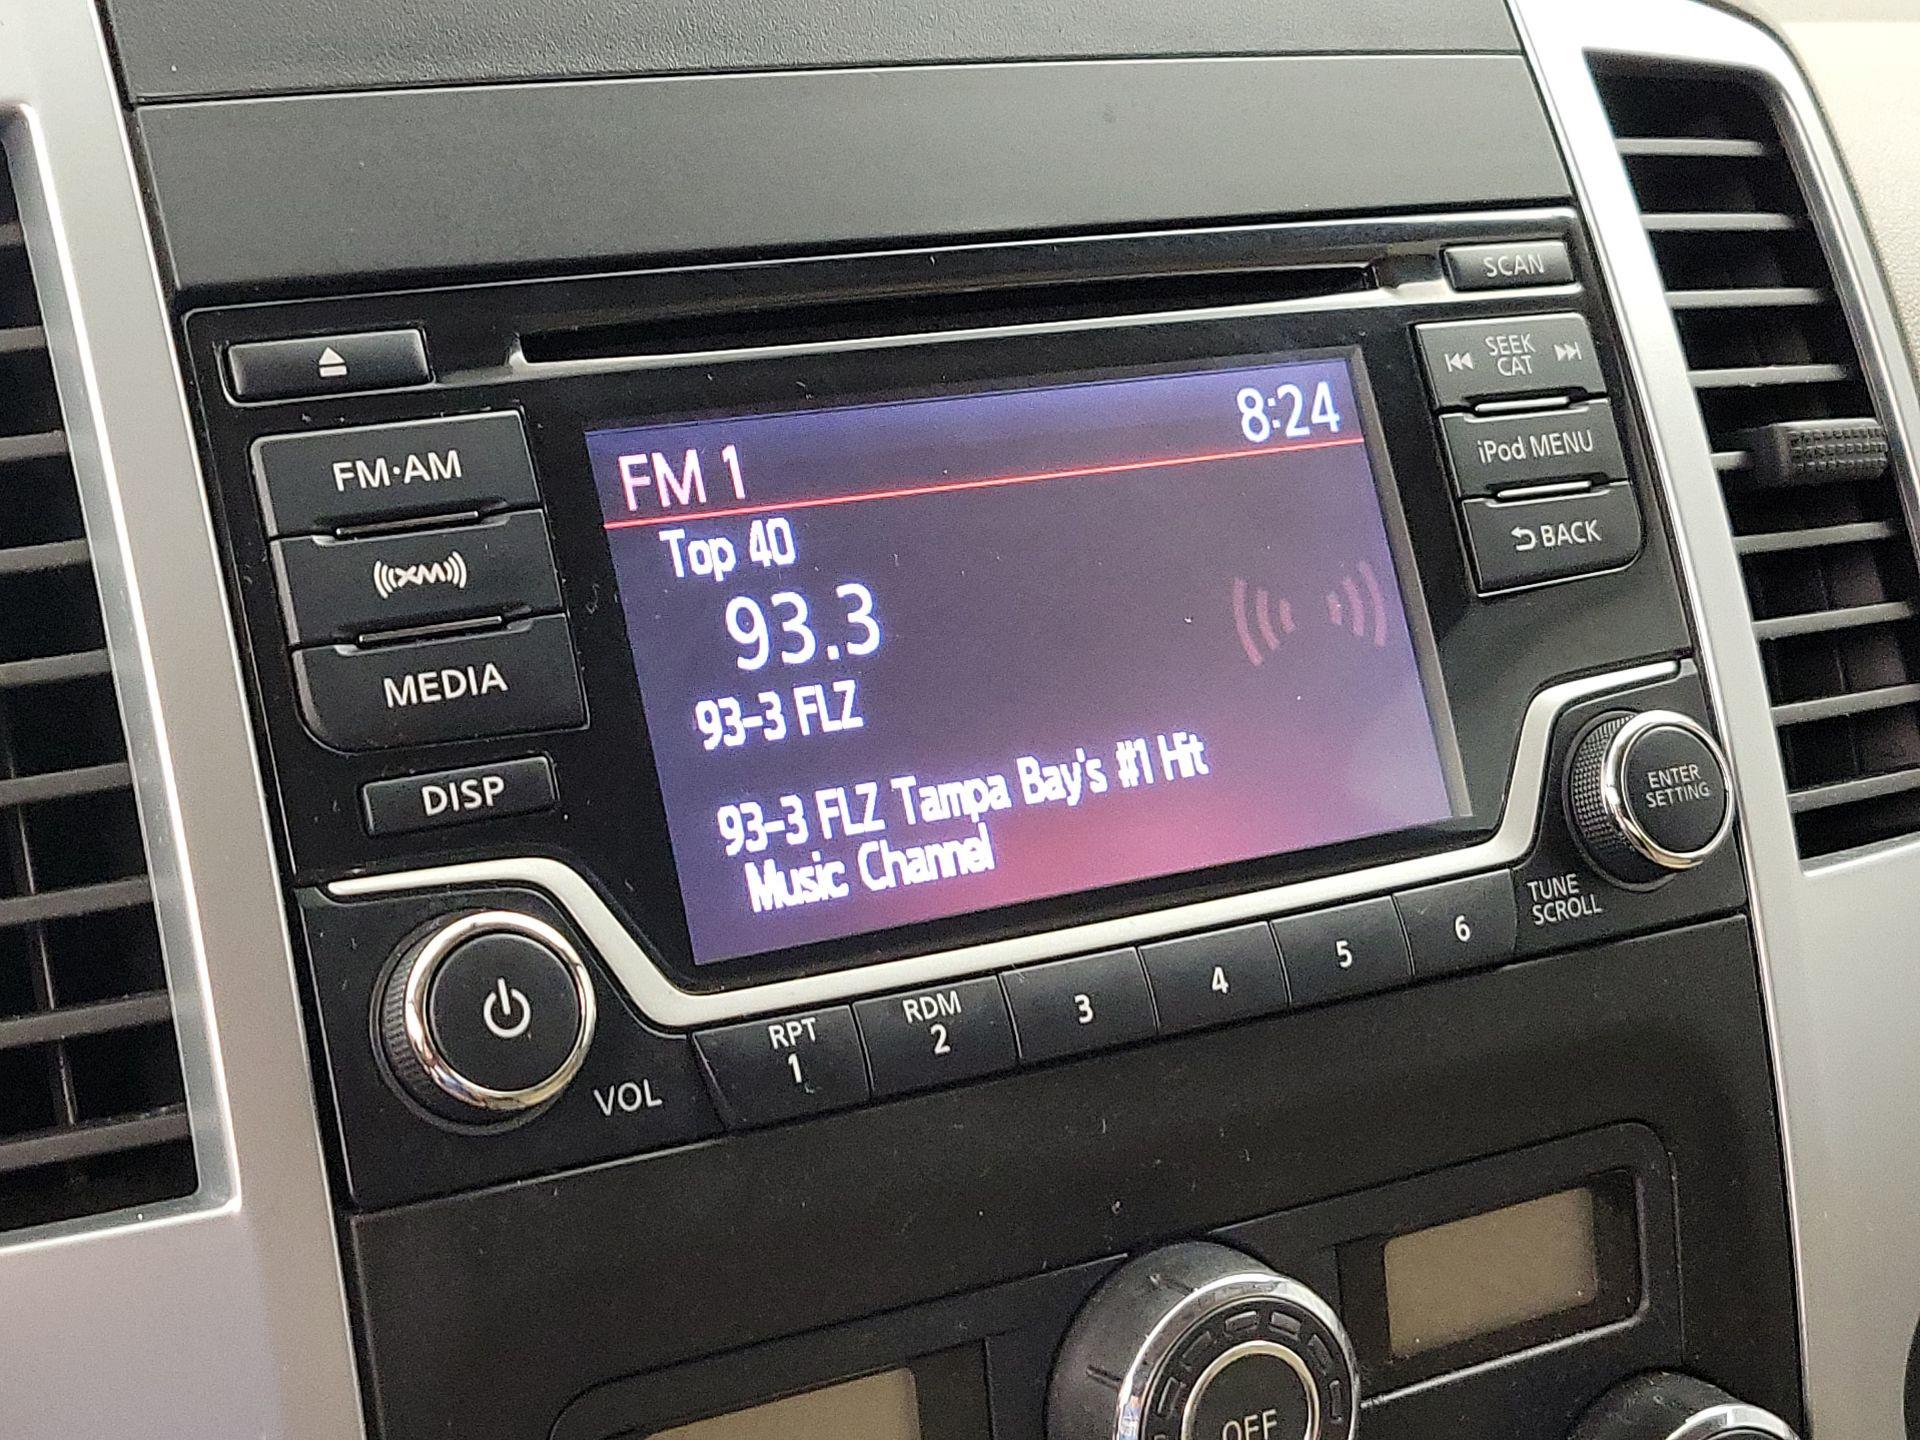 SCAN
SEEK
CAT
FM·AM
8:24
FM 1
iPod MENU
Top 40
BACK
XM
93.3
MEDIA
93-3 FLZ
DISP
93-3 FLZ Tampa Bay's #1 Hit
Music Channel
ENTER
SETTING
TUNE
SCROLL
VOL
RPT
1
RDM
2
3
4
5
6
OFF